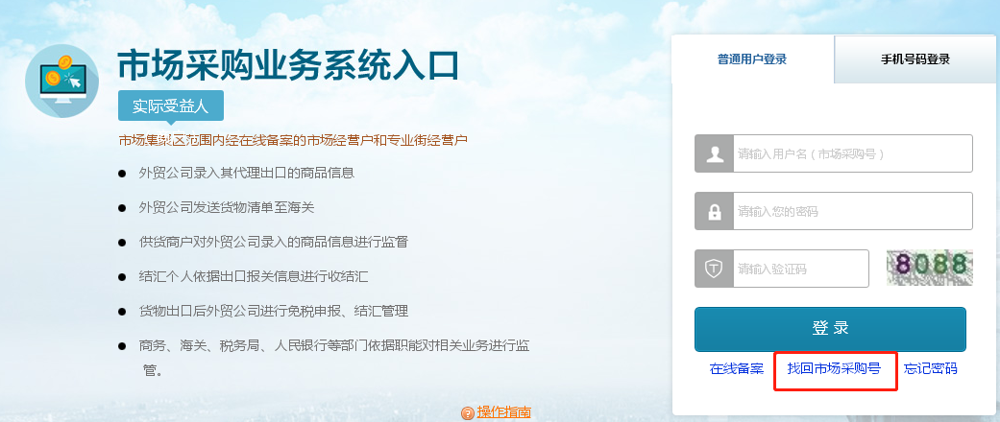 市场采购业务系统入口
实际受益人
市场集聚区范围内经在线备案的市场经营户和专业街经营户
外贸公司录入其代理出口的商品信息
外贸公司发送货物清单至海关
供货商户对外贸公司录入的商品信息进行监督
结汇个人依据出口报关信息进行收结汇
货物出口后外贸公司进行免税申报、结汇管理
商务、海关、税务局、人民银行等部门依据职能对相关业务进行监
管。
操作指南
普通用户登录 手机号码登录
请输入用户名（市场采购号）
请输入您的密码
请输入验证码 8088
登 录
在线备案 找回市场采购号 忘记密码